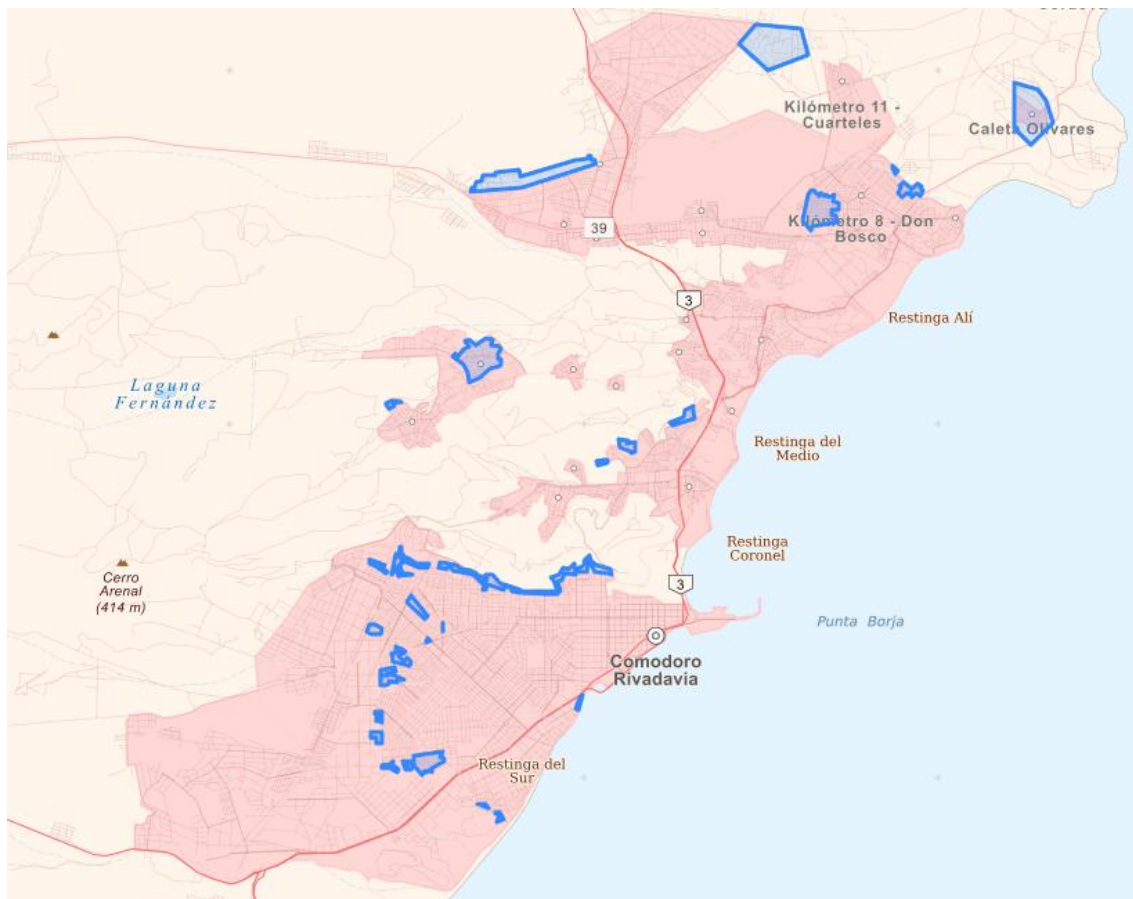 Kilómetro 11 -
Cuarteles
Caleta Olivares
Kilómetro 8 - Don
Bosco
39
3
Restinga Alí
Laguna
Fernández
Restinga del
Medio
Restinga
Coronel
Cerro
Arenal
(414 m)
3
Punta Borja
Comodoro
Rivadavia
Restinga del
Sur